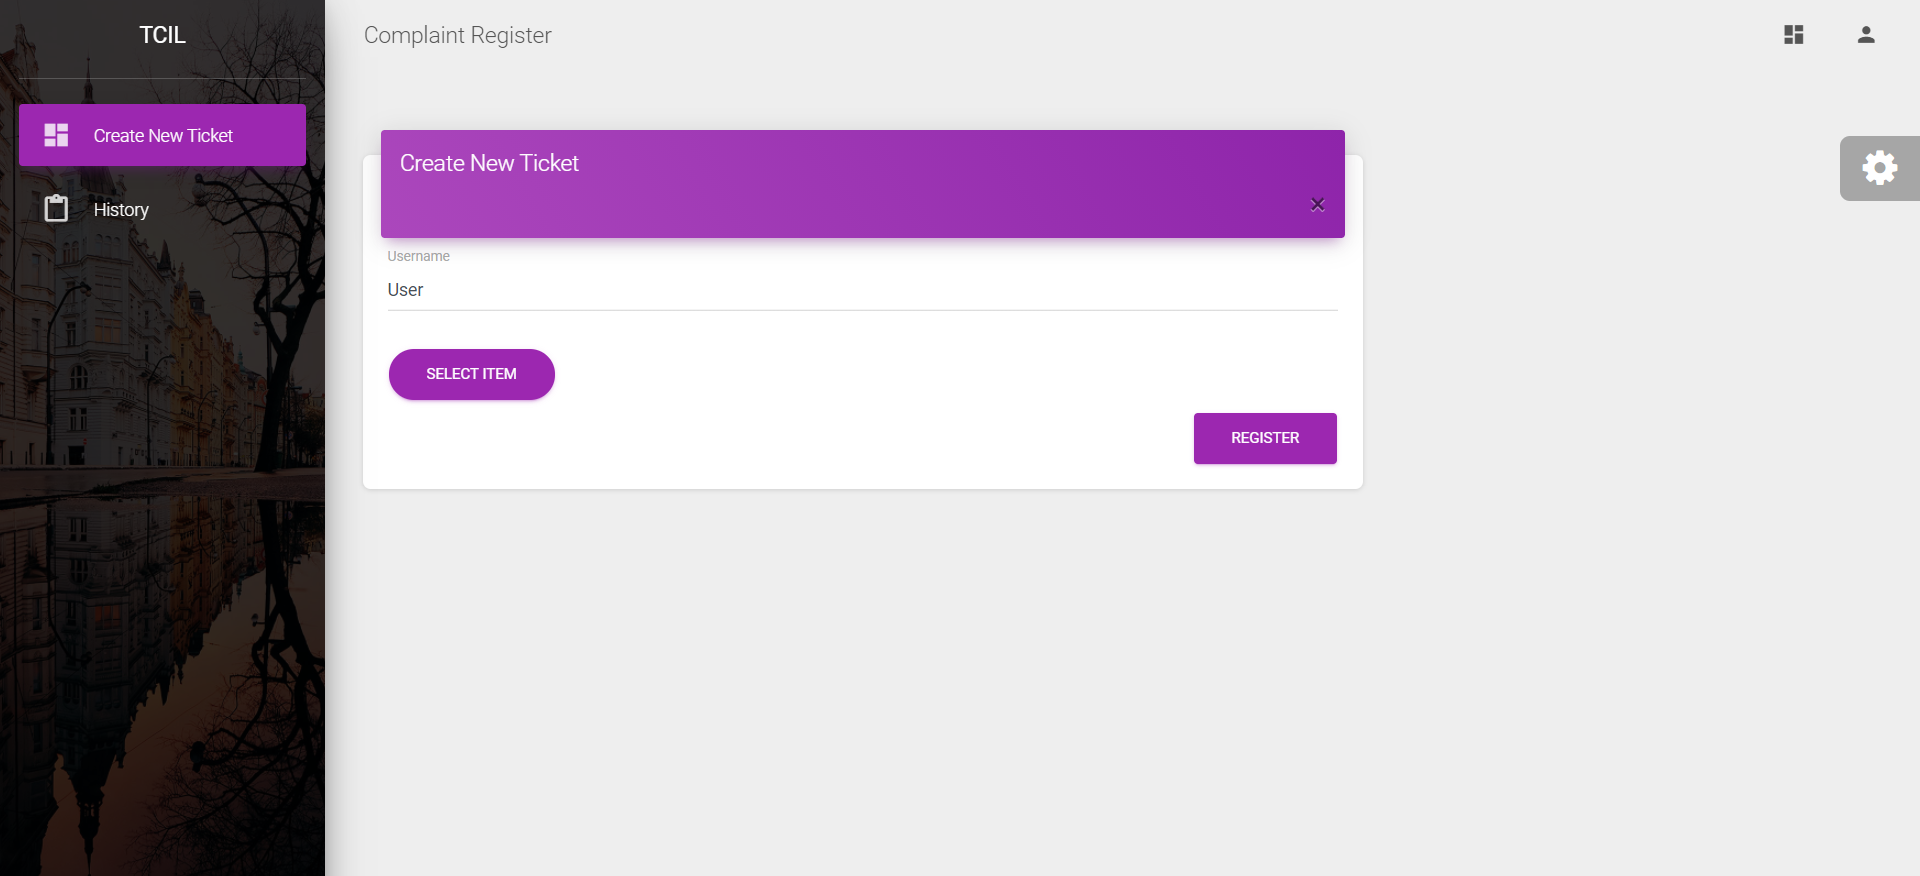 TCIL
Create New Ticket
History
Complaint Register
Create New Ticket
×
Username
User
SELECT ITEM
REGISTER